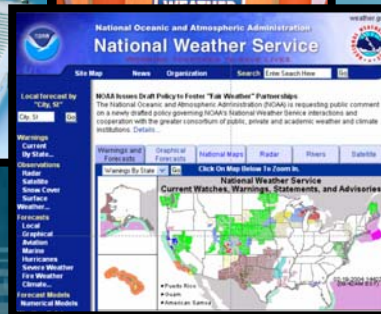 WEATHER
weather.g
National Oceanic and Atmospheric Administration
National Weather Service
Site Map News Organization Search Enter Search Here Go
Local forecast by
"City, St"
City, St Go
Warnings
Current
By State...
Observations
Radar
Satellite
Snow Cover
Surface
Weather...
Forecasts
Local
Graphical
Aviation
Marine
Hurricanes
Severe Weather
Fire Weather
Climate...
Forecast Models
Numerical Models
NOAA Issues Draft Policy to Foster "Fair Weather" Partnerships
The National Oceanic and Atmospheric Administration (NOAA) is requesting public comment
on a newly drafted policy governing NOAA's National Weather Service interactions and
cooperation with the greater consortium of public, private and academic weather and climate
institutions. Details...
Warnings and Forecasts
Graphical Forecasts
National Maps
Radar
Rivers
Satellite
Warnings By State Go Click On Map Below To Zoom In.
National Weather Service
Current Watches, Warnings, Statements, and Advisories
Puerto Rico
Guam
American Samoa